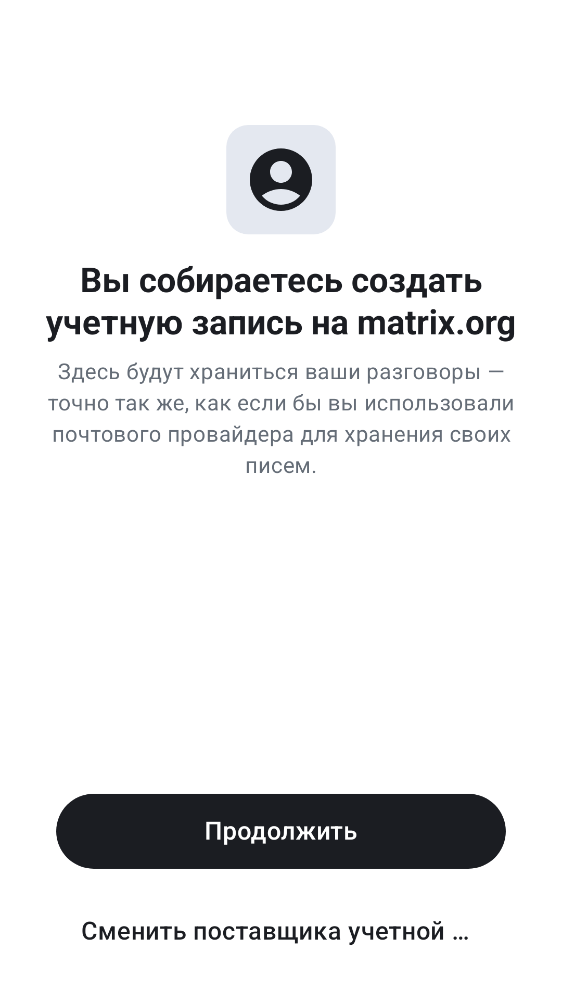 Вы собираетесь создать
учетную запись на matrix.org
Здесь будут храниться ваши разговоры —
точно так же, как если бы вы использовали
почтового провайдера для хранения своих
писем.
Продолжить
Сменить поставщика учетной ...